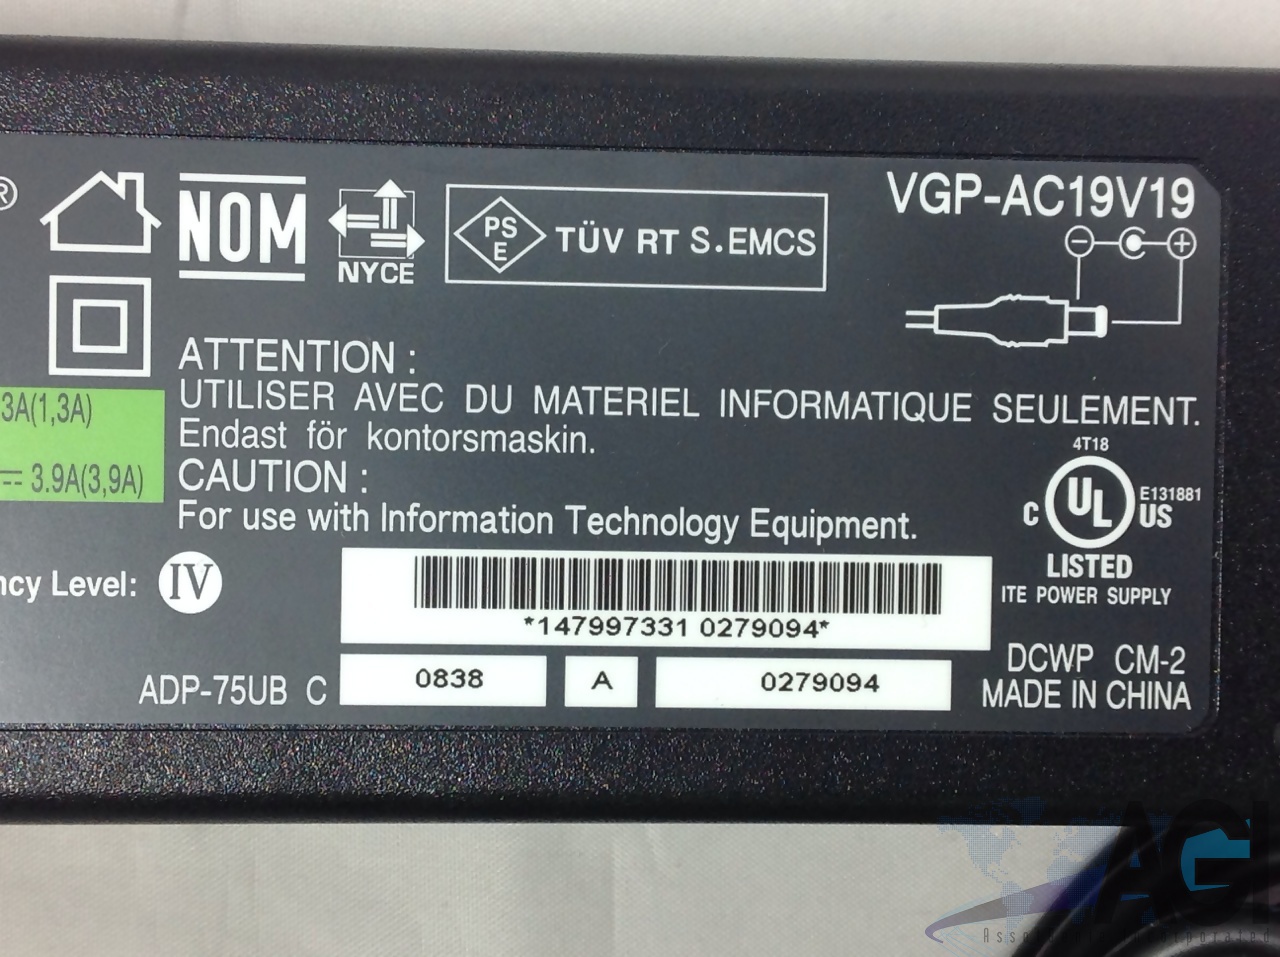 ®
NOM
NYCE
PS
E
TÜV RT S.EMCS
VGP-AC19V19
ATTENTION :
UTILISER AVEC DU MATERIEL INFORMATIQUE SEULEMENT.
3A(1,3A)
Endast för kontorsmaskin.
3.9A(3,9A)
CAUTION :
For use with Information Technology Equipment.
4T18
C UL US
E131881
LISTED
ITE POWER SUPPLY
ncy Level: IV
*147997331 0279094*
ADP-75UB C 0838 A 0279094
DCWP CM-2
MADE IN CHINA
AGI